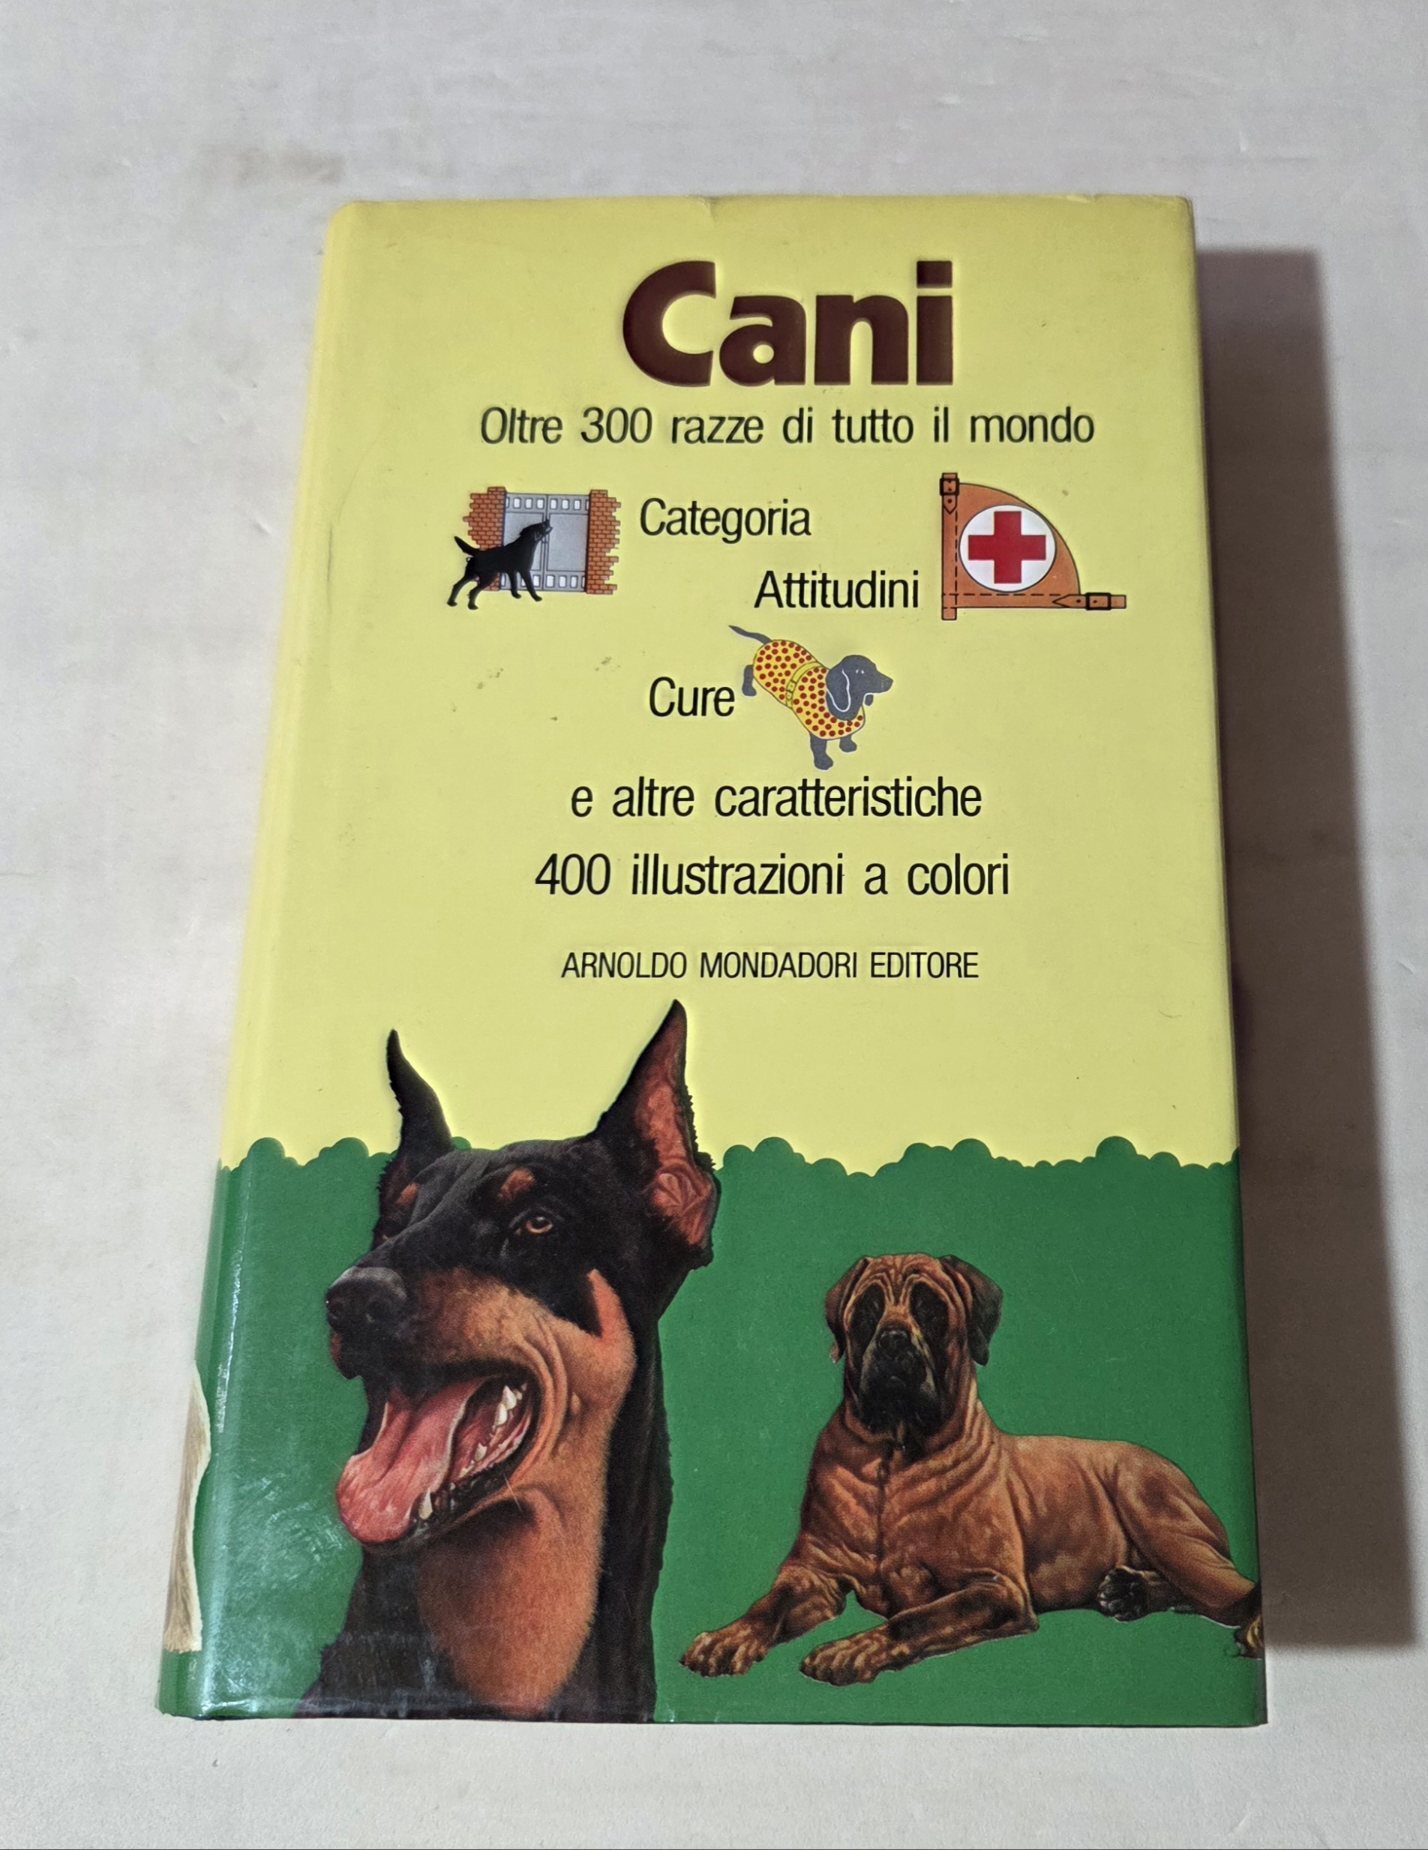 Cani
Oltre 300 razze di tutto il mondo
Categoria
Attitudini
Cure
e altre caratteristiche
400 illustrazioni a colori
ARNOLDO MONDADORI EDITORE